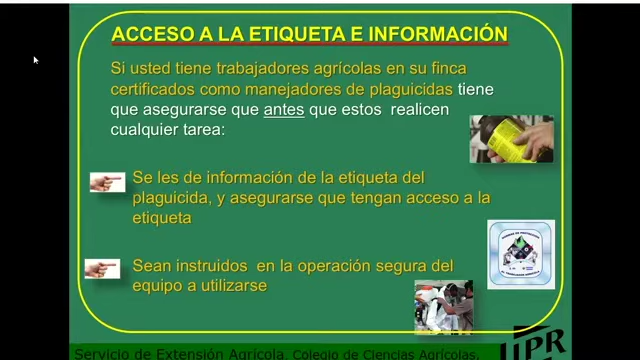 ACCESO A LA ETIQUETA E INFORMACIÓN
Si usted tiene trabajadores agrícolas en su finca
certificados como manejadores de plaguicidas tiene
que asegurarse que antes que estos realicen
cualquier tarea:
Se les de información de la etiqueta del
plaguicida, y asegurarse que tengan acceso a la
etiqueta
Sean instruidos en la operación segura del
equipo a utilizarse
Servicio de Extensión Agrícola, Colegio de Ciencias Agrícolas,
UPR